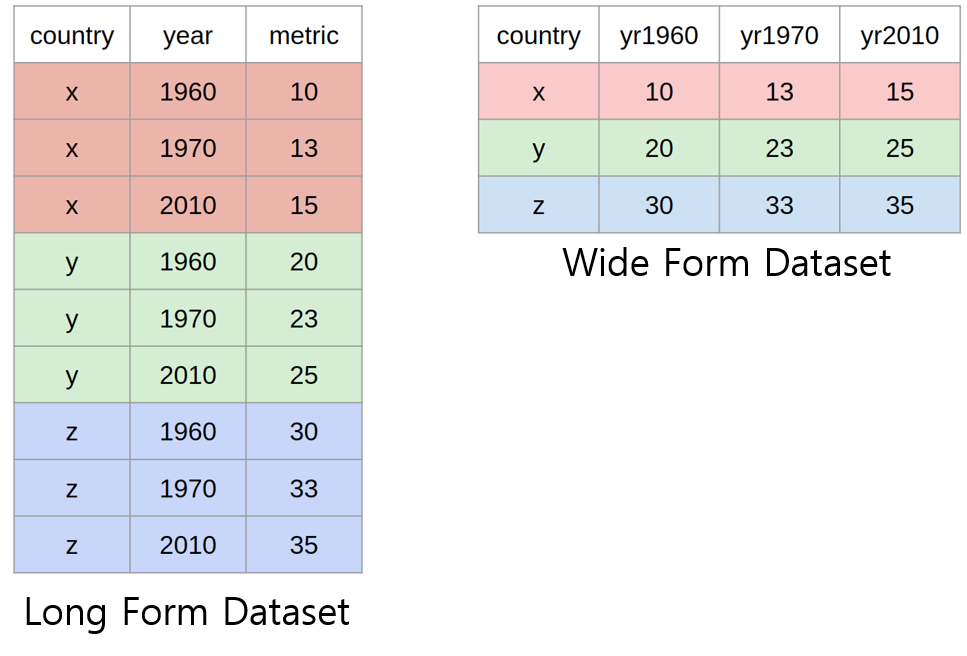 country year metric
x 1960 10
x 1970 13
x 2010 15
y 1960 20
y 1970 23
y 2010 25
z 1960 30
z 1970 33
z 2010 35
Long Form Dataset
country yr1960 yr1970 yr2010
x 10 13 15
y 20 23 25
z 30 33 35
Wide Form Dataset